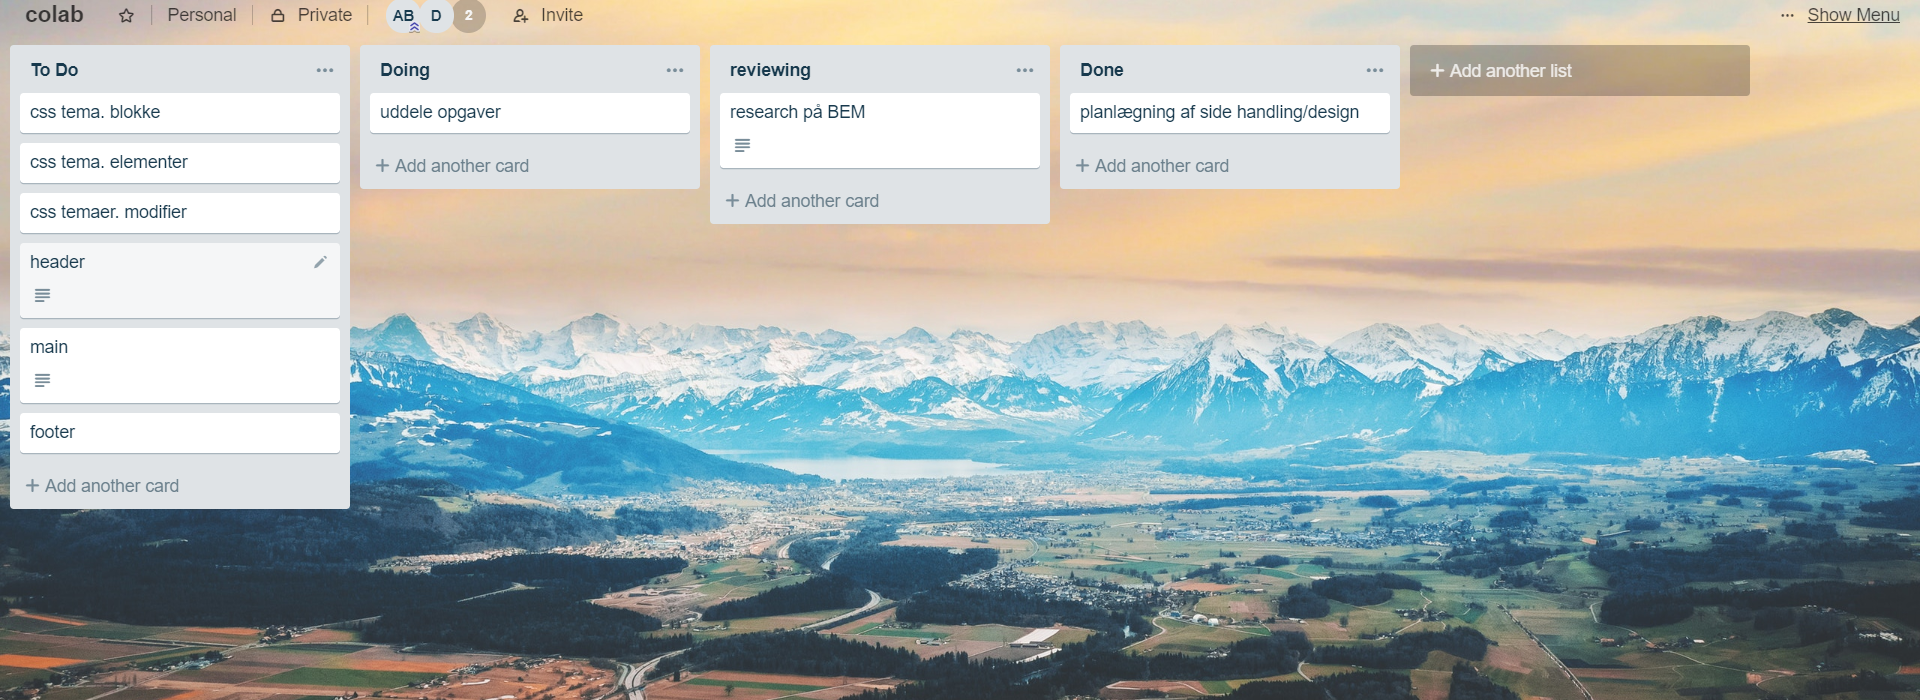 colab Personal Private AB D 2 Invite ... Show Menu
To Do
css tema. blokke
css tema. elementer
css temaer. modifier
header
main
footer
+ Add another card
Doing
uddele opgaver
+ Add another card
reviewing
research på BEM
+ Add another card
Done
planlægning af side handling/design
+ Add another card
+ Add another list